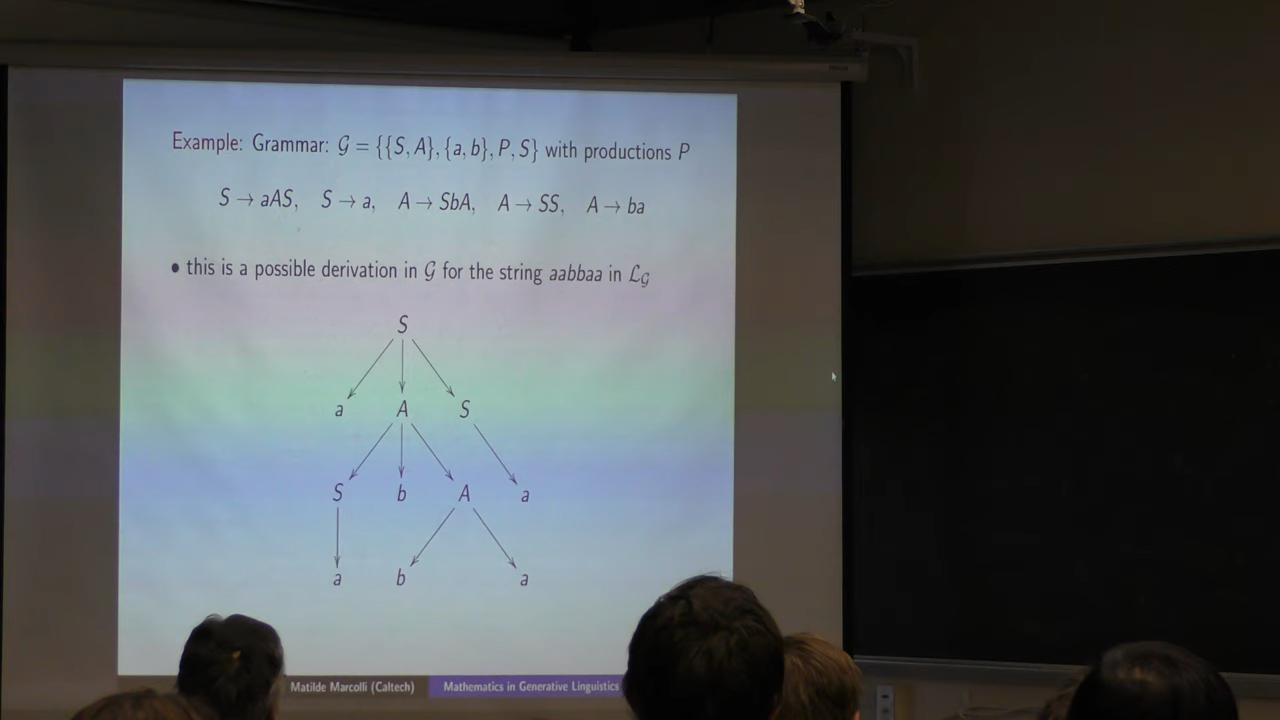 Example: Grammar: 𝒢 = {{S, A}, {a, b}, P, S} with productions P
S → aAS, S → a, A → SbA, A → SS, A → ba
• this is a possible derivation in 𝒢 for the string aabbaa in ℒ𝒢
S
a A S
S b A a
a b a
Matilde Marcolli (Caltech) Mathematics in Generative Linguistics